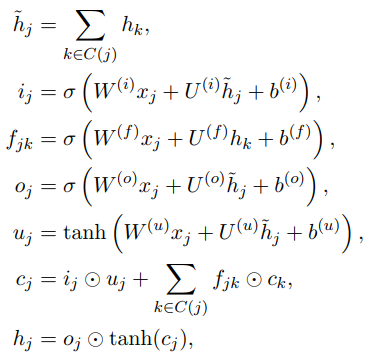 h̃_j = ∑_{k∈C(j)} h_k,
i_j = σ(W^{(i)}x_j + U^{(i)}h̃_j + b^{(i)}),
f_{jk} = σ(W^{(f)}x_j + U^{(f)}h_k + b^{(f)}),
o_j = σ(W^{(o)}x_j + U^{(o)}h̃_j + b^{(o)}),
u_j = tanh(W^{(u)}x_j + U^{(u)}h̃_j + b^{(u)}),
c_j = i_j ⊙ u_j + ∑_{k∈C(j)} f_{jk} ⊙ c_k,
h_j = o_j ⊙ tanh(c_j),